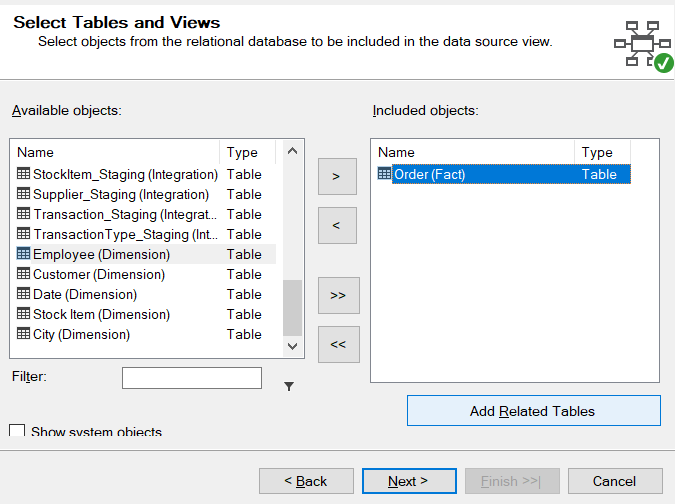 Select Tables and Views
Select objects from the relational database to be included in the data source view.
Available objects:
Name Type
StockItem_Staging (Integration) Table
Supplier_Staging (Integration) Table
Transaction_Staging (Integrat... Table
TransactionType_Staging (Int... Table
Employee (Dimension) Table
Customer (Dimension) Table
Date (Dimension) Table
Stock Item (Dimension) Table
City (Dimension) Table
Filter:
Show system objects
>
<
>>
<<
Included objects:
Name Type
Order (Fact) Table
Add Related Tables
< Back
Next >
Finish >>|
Cancel